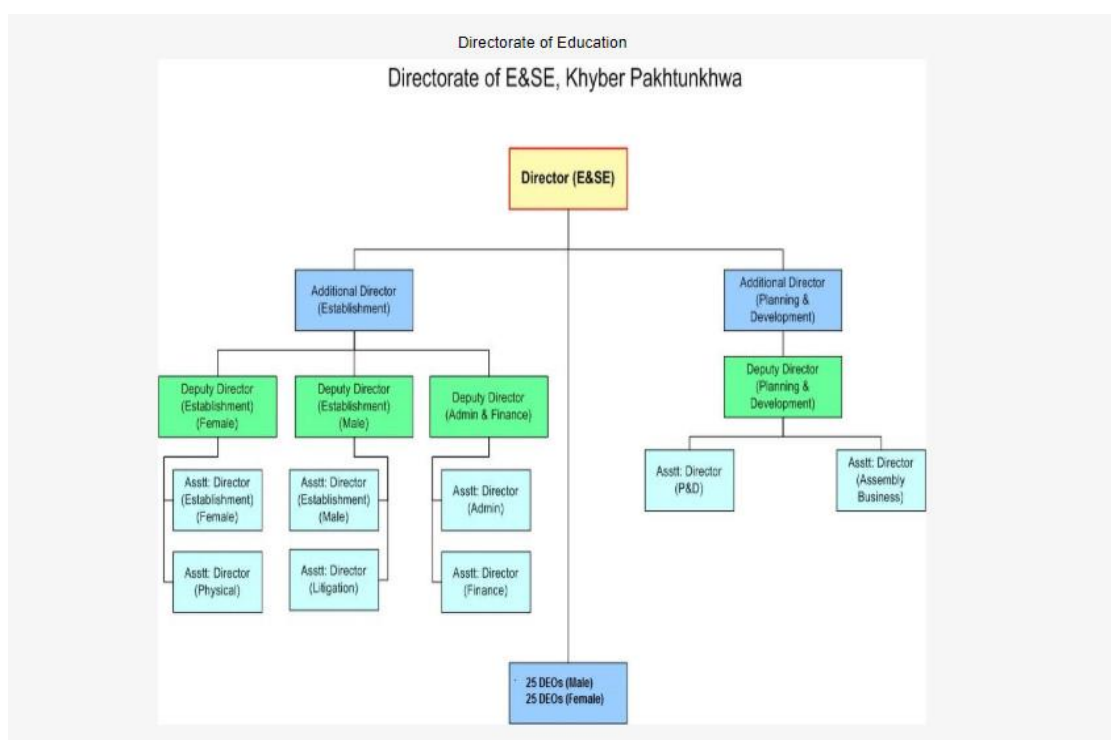 Directorate of Education
Directorate of E&SE, Khyber Pakhtunkhwa
Director (E&SE)
Additional Director
(Establishment)
Additional Director
(Planning &
Development)
Deputy Director
(Establishment)
(Female)
Deputy Director
(Establishment)
(Male)
Deputy Director
(Admin & Finance)
Deputy Director
(Planning &
Development)
Asstt: Director
(Establishment)
(Female)
Asstt: Director
(Establishment)
(Male)
Asstt: Director
(Admin)
Asstt: Director
(P&D)
Asstt: Director
(Assembly
Business)
Asstt: Director
(Physical)
Asstt: Director
(Litigation)
Asstt: Director
(Finance)
25 DEOs (Male)
25 DEOs (Female)